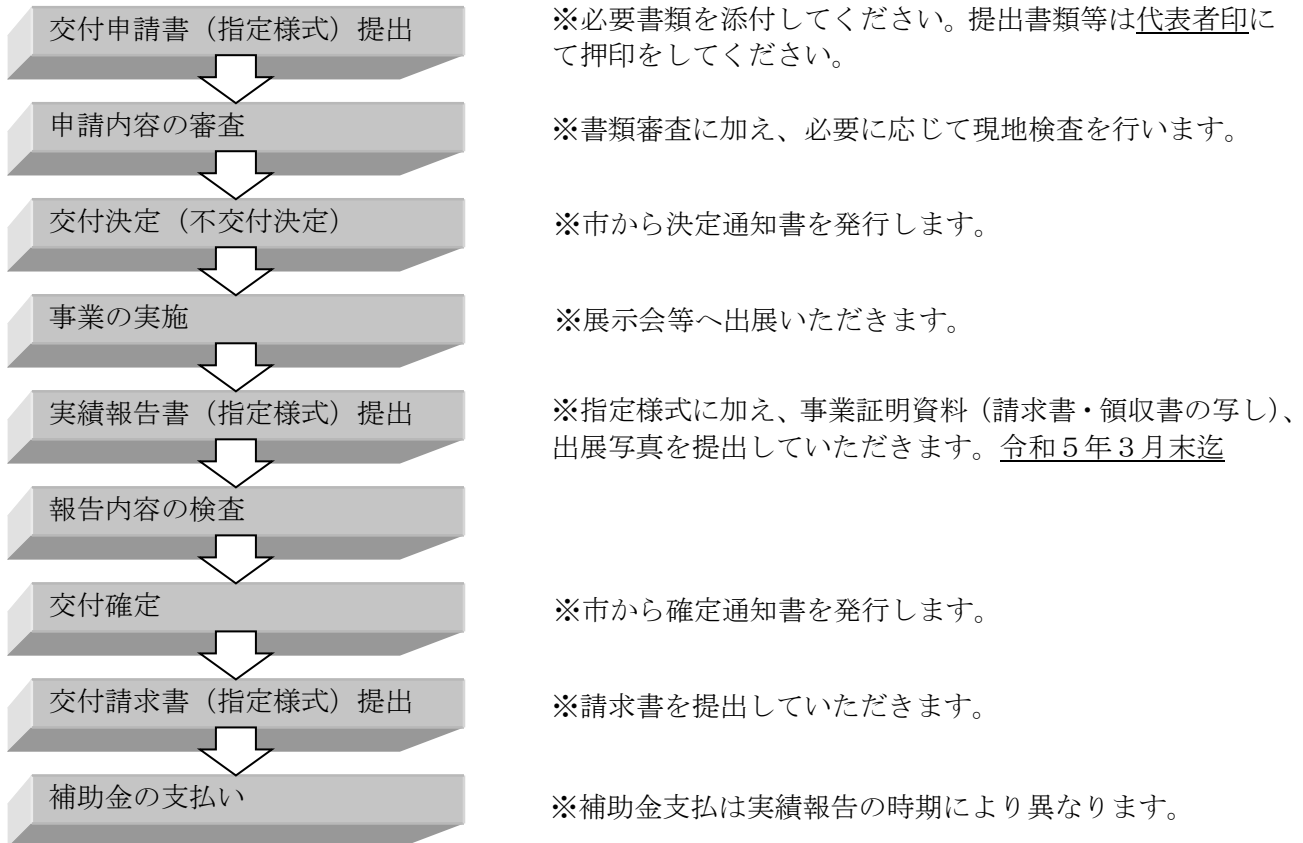 交付申請書（指定様式）提出
※必要書類を添付してください。提出書類等は代表者印に
て押印をしてください。
申請内容の審査
※書類審査に加え、必要に応じて現地検査を行います。
交付決定（不交付決定）
※市から決定通知書を発行します。
事業の実施
※展示会等へ出展いただきます。
実績報告書（指定様式）提出
※指定様式に加え、事業証明資料（請求書・領収書の写し）、
出展写真を提出していただきます。令和５年３月末迄
報告内容の検査
交付確定
※市から確定通知書を発行します。
交付請求書（指定様式）提出
※請求書を提出していただきます。
補助金の支払い
※補助金支払は実績報告の時期により異なります。